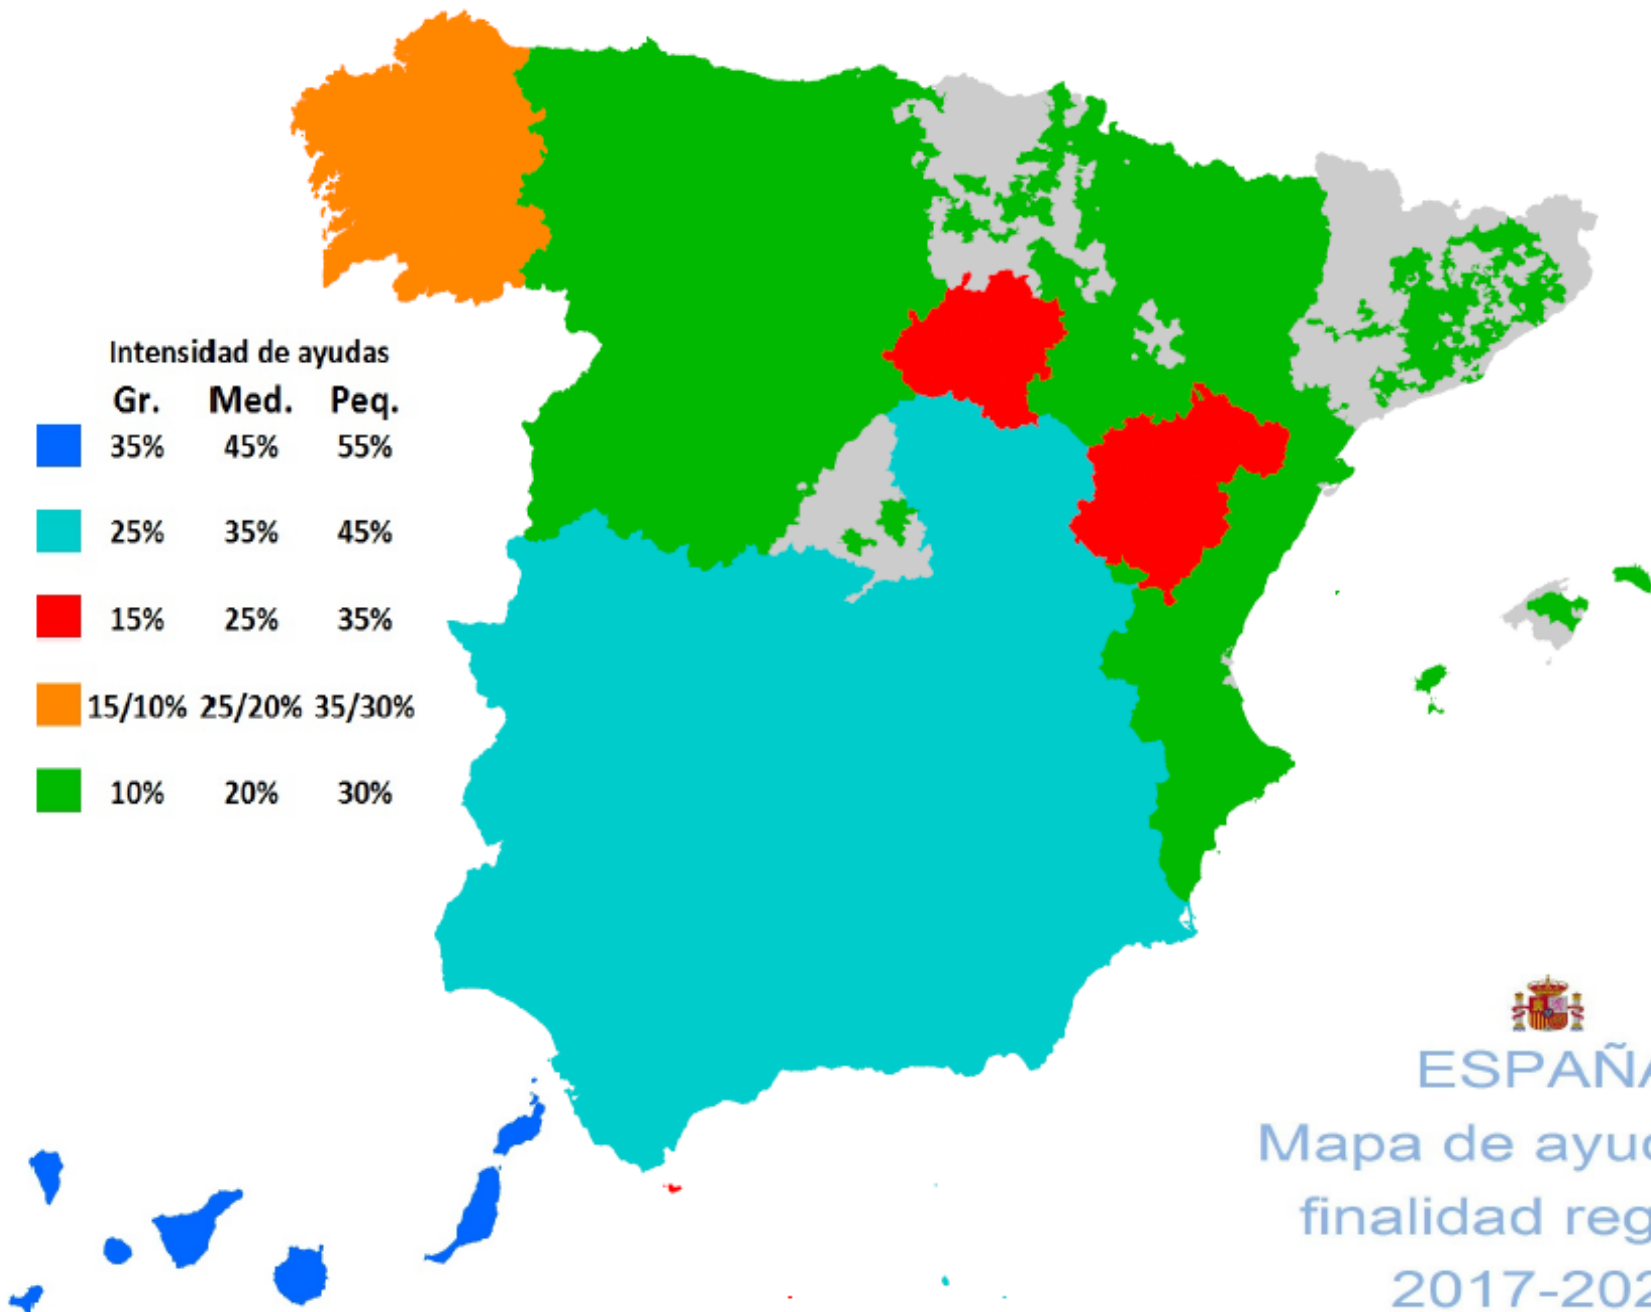 Intensidad de ayudas
Gr. Med. Peq.
35% 45% 55%
25% 35% 45%
15% 25% 35%
15/10% 25/20% 35/30%
10% 20% 30%
ESPAÑA
Mapa de ayu
finalidad reg
2017-202